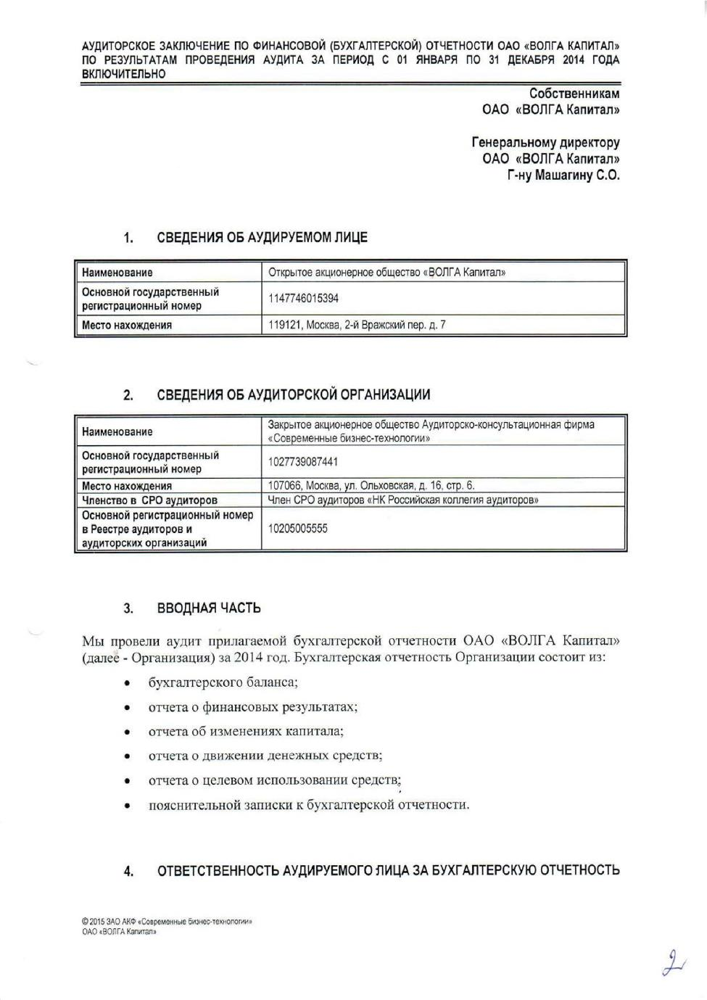 АУДИТОРСКОЕ ЗАКЛЮЧЕНИЕ ПО ФИНАНСОВОЙ (БУХГАЛТЕРСКОЙ) ОТЧЕТНОСТИ ОАО «ВОЛГА КАПИТАЛ»
ПО РЕЗУЛЬТАТАМ ПРОВЕДЕНИЯ АУДИТА ЗА ПЕРИОД С 01 ЯНВАРЯ ПО 31 ДЕКАБРЯ 2014 ГОДА
ВКЛЮЧИТЕЛЬНО
Собственникам
ОАО «ВОЛГА Капитал»
Генеральному директору
ОАО «ВОЛГА Капитал»
Г-ну Машагину С.О.
1. СВЕДЕНИЯ ОБ АУДИРУЕМОМ ЛИЦЕ
Наименование Открытое акционерное общество «ВОЛГА Капитал»
Основной государственный
регистрационный номер 1147746015394
Место нахождения 119121, Москва, 2-й Вражский пер. д. 7
2. СВЕДЕНИЯ ОБ АУДИТОРСКОЙ ОРГАНИЗАЦИИ
Наименование Закрытое акционерное общество Аудиторско-консультационная фирма
«Современные бизнес-технологии»
Основной государственный
регистрационный номер 1027739087441
Место нахождения 107066, Москва, ул. Ольховская, д. 16, стр. 6.
Членство в СРО аудиторов Член СРО аудиторов «НК Российская коллегия аудиторов»
Основной регистрационный номер
в Реестре аудиторов и 10205005555
аудиторских организаций
3. ВВОДНАЯ ЧАСТЬ
Мы провели аудит прилагаемой бухгалтерской отчетности ОАО «ВОЛГА Капитал»
(далее - Организация) за 2014 год. Бухгалтерская отчетность Организации состоит из:
• бухгалтерского баланса;
• отчета о финансовых результатах;
• отчета об изменениях капитала;
• отчета о движении денежных средств;
• отчета о целевом использовании средств;
• пояснительной записки к бухгалтерской отчетности.
4. ОТВЕТСТВЕННОСТЬ АУДИРУЕМОГО ЛИЦА ЗА БУХГАЛТЕРСКУЮ ОТЧЕТНОСТЬ
© 2015 ЗАО АКФ «Современные бизнес-технологии»
ОАО «ВОЛГА Капитал»
2